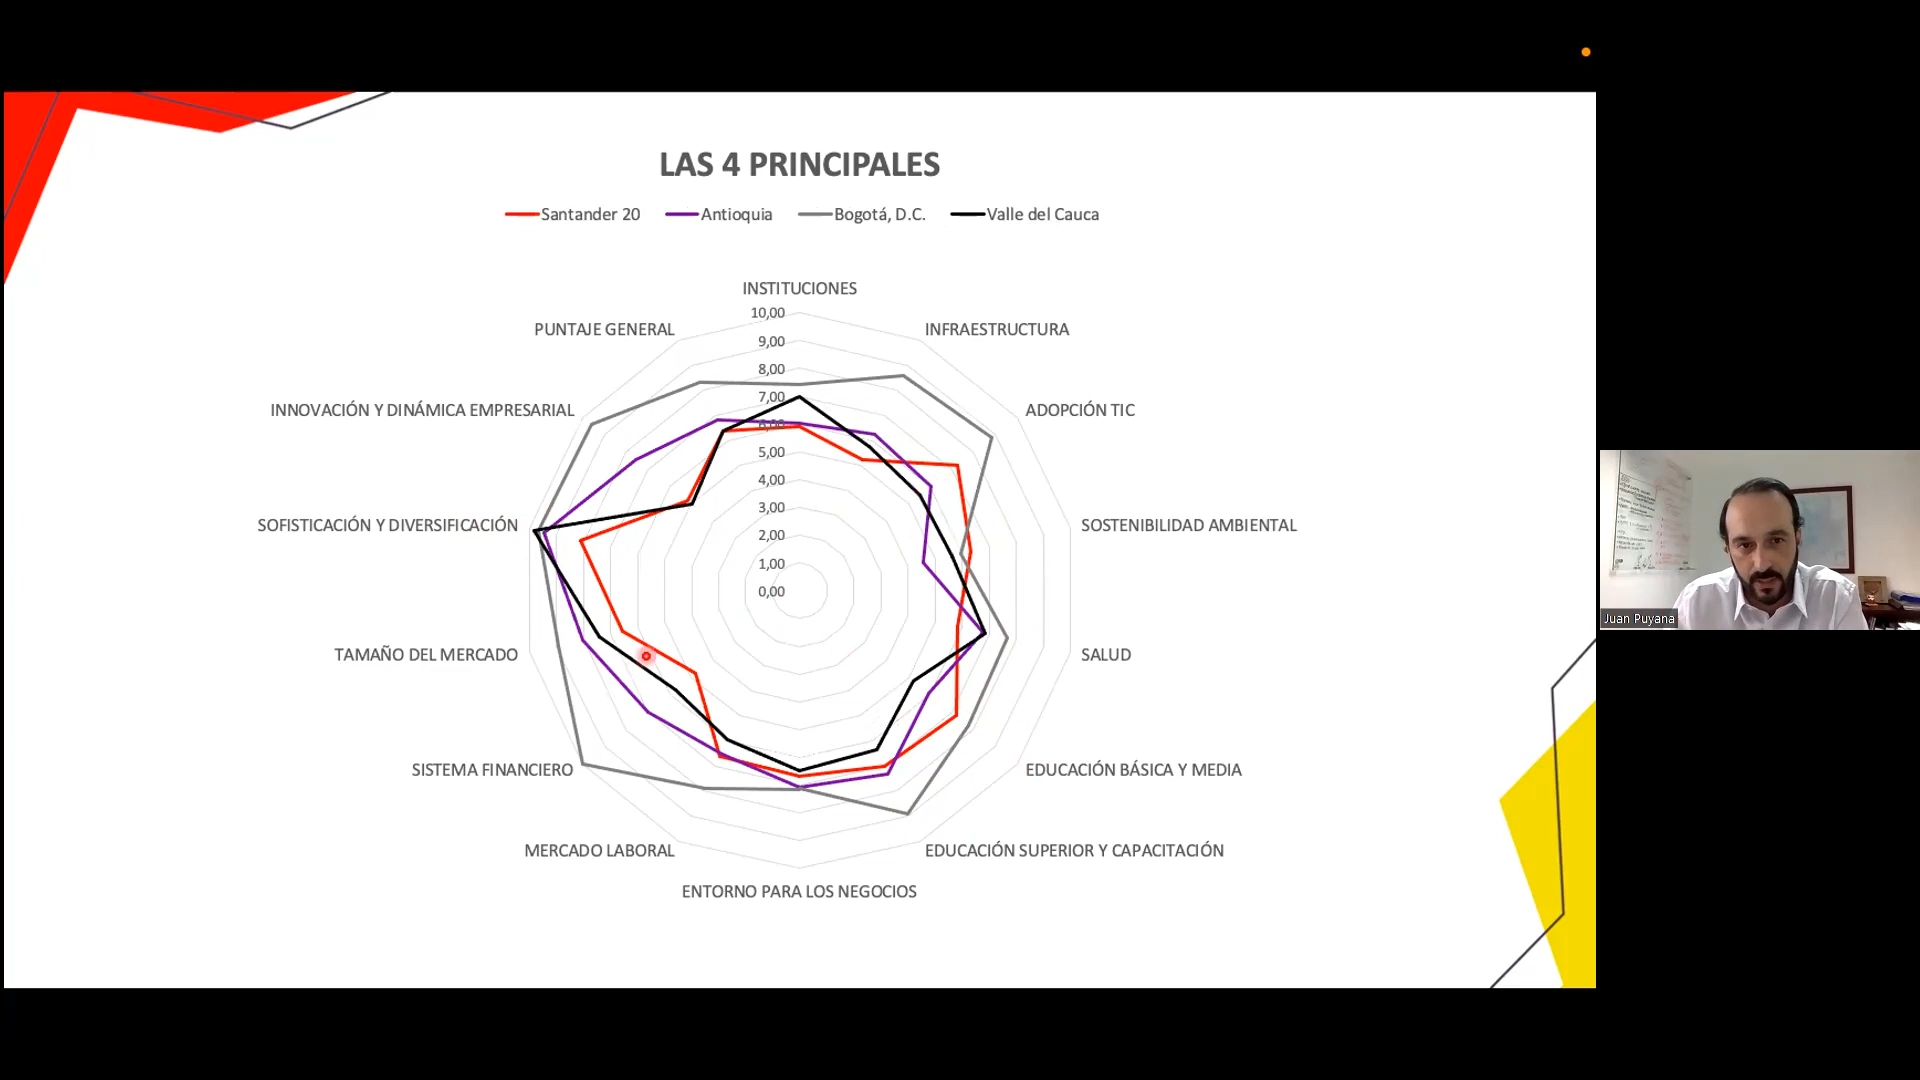 LAS 4 PRINCIPALES
Santander 20 Antioquia Bogotá, D.C. Valle del Cauca
INSTITUCIONES
10,00
9,00
8,00
7,00
6,00
5,00
4,00
3,00
2,00
1,00
0,00
INFRAESTRUCTURA
ADOPCIÓN TIC
SOSTENIBILIDAD AMBIENTAL
SALUD
EDUCACIÓN BÁSICA Y MEDIA
EDUCACIÓN SUPERIOR Y CAPACITACIÓN
ENTORNO PARA LOS NEGOCIOS
MERCADO LABORAL
SISTEMA FINANCIERO
TAMAÑO DEL MERCADO
SOFISTICACIÓN Y DIVERSIFICACIÓN
INNOVACIÓN Y DINÁMICA EMPRESARIAL
PUNTAJE GENERAL
Juan Puyana